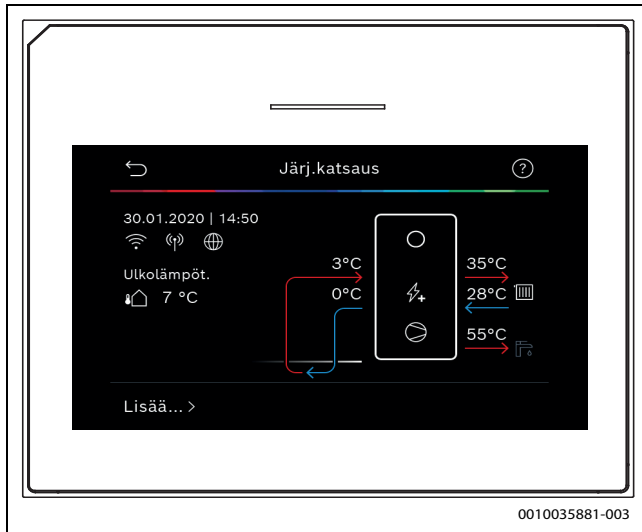 Järj.katsaus
?
30.01.2020 | 14:50
Ulkolämpöt.
7 °C
3°C
0°C
35°C
28°C
55°C
Lisää... >
0010035881-003